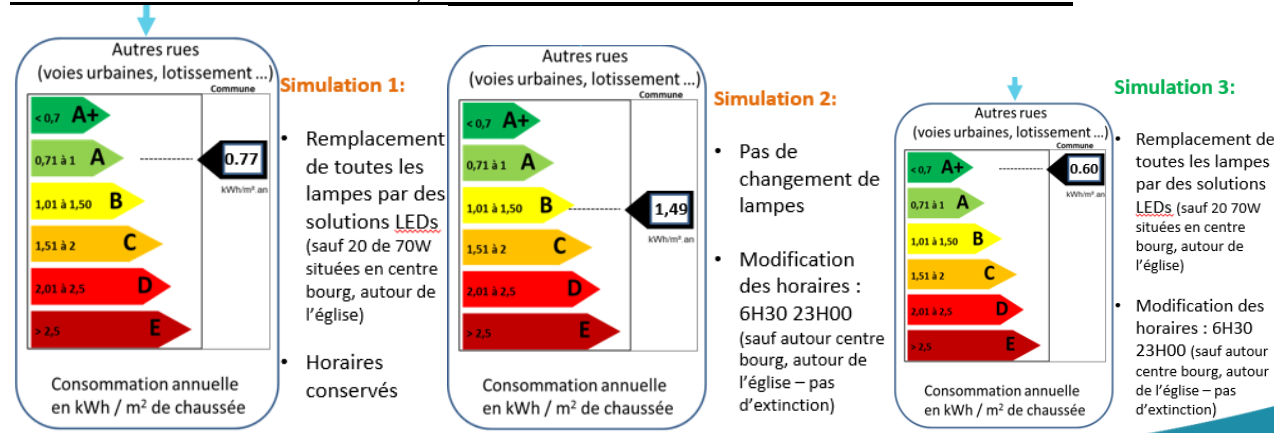 Autres rues
(voies urbaines, lotissement ...)
Commune
< 0,7 A+
0,71 à 1 A
0.77
kWh/m².an
1,01 à 1,50 B
1,51 à 2 C
2,01 à 2,5 D
> 2,5 E
Consommation annuelle
en kWh / m² de chaussée
Simulation 1:
• Remplacement
de toutes les
lampes par des
solutions LEDs
(sauf 20 de 70W
situées en centre
bourg, autour de
l’église)
• Horaires
conservés
Autres rues
(voies urbaines, lotissement ...)
Commune
< 0,7 A+
0,71 à 1 A
1,01 à 1,50 B
1,49
kWh/m².an
1,51 à 2 C
2,01 à 2,5 D
> 2,5 E
Consommation annuelle
en kWh / m² de chaussée
Simulation 2:
• Pas de
changement de
lampes
• Modification
des horaires :
6H30 23H00
(sauf autour centre
bourg, autour de
l’église – pas
d’extinction)
Autres rues
(voies urbaines, lotissement ...)
Commune
< 0,7 A+
0.60
kWh/m².an
0,71 à 1 A
1,01 à 1,50 B
1,51 à 2 C
2,01 à 2,5 D
> 2,5 E
Consommation annuelle
en kWh / m² de chaussée
Simulation 3:
• Remplacement de
toutes les lampes
par des solutions
LEDs (sauf 20 70W
situées en centre
bourg, autour de
l’église)
• Modification des
horaires : 6H30
23H00 (sauf autour
centre bourg, autour
de l’église – pas
d’extinction)